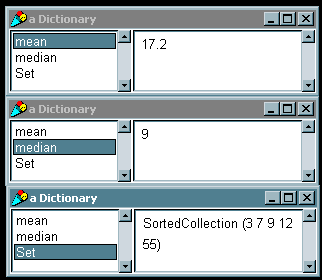 a Dictionary
mean
median
Set
17.2
a Dictionary
mean
median
Set
9
a Dictionary
mean
median
Set
SortedCollection (3 7 9 12
55)